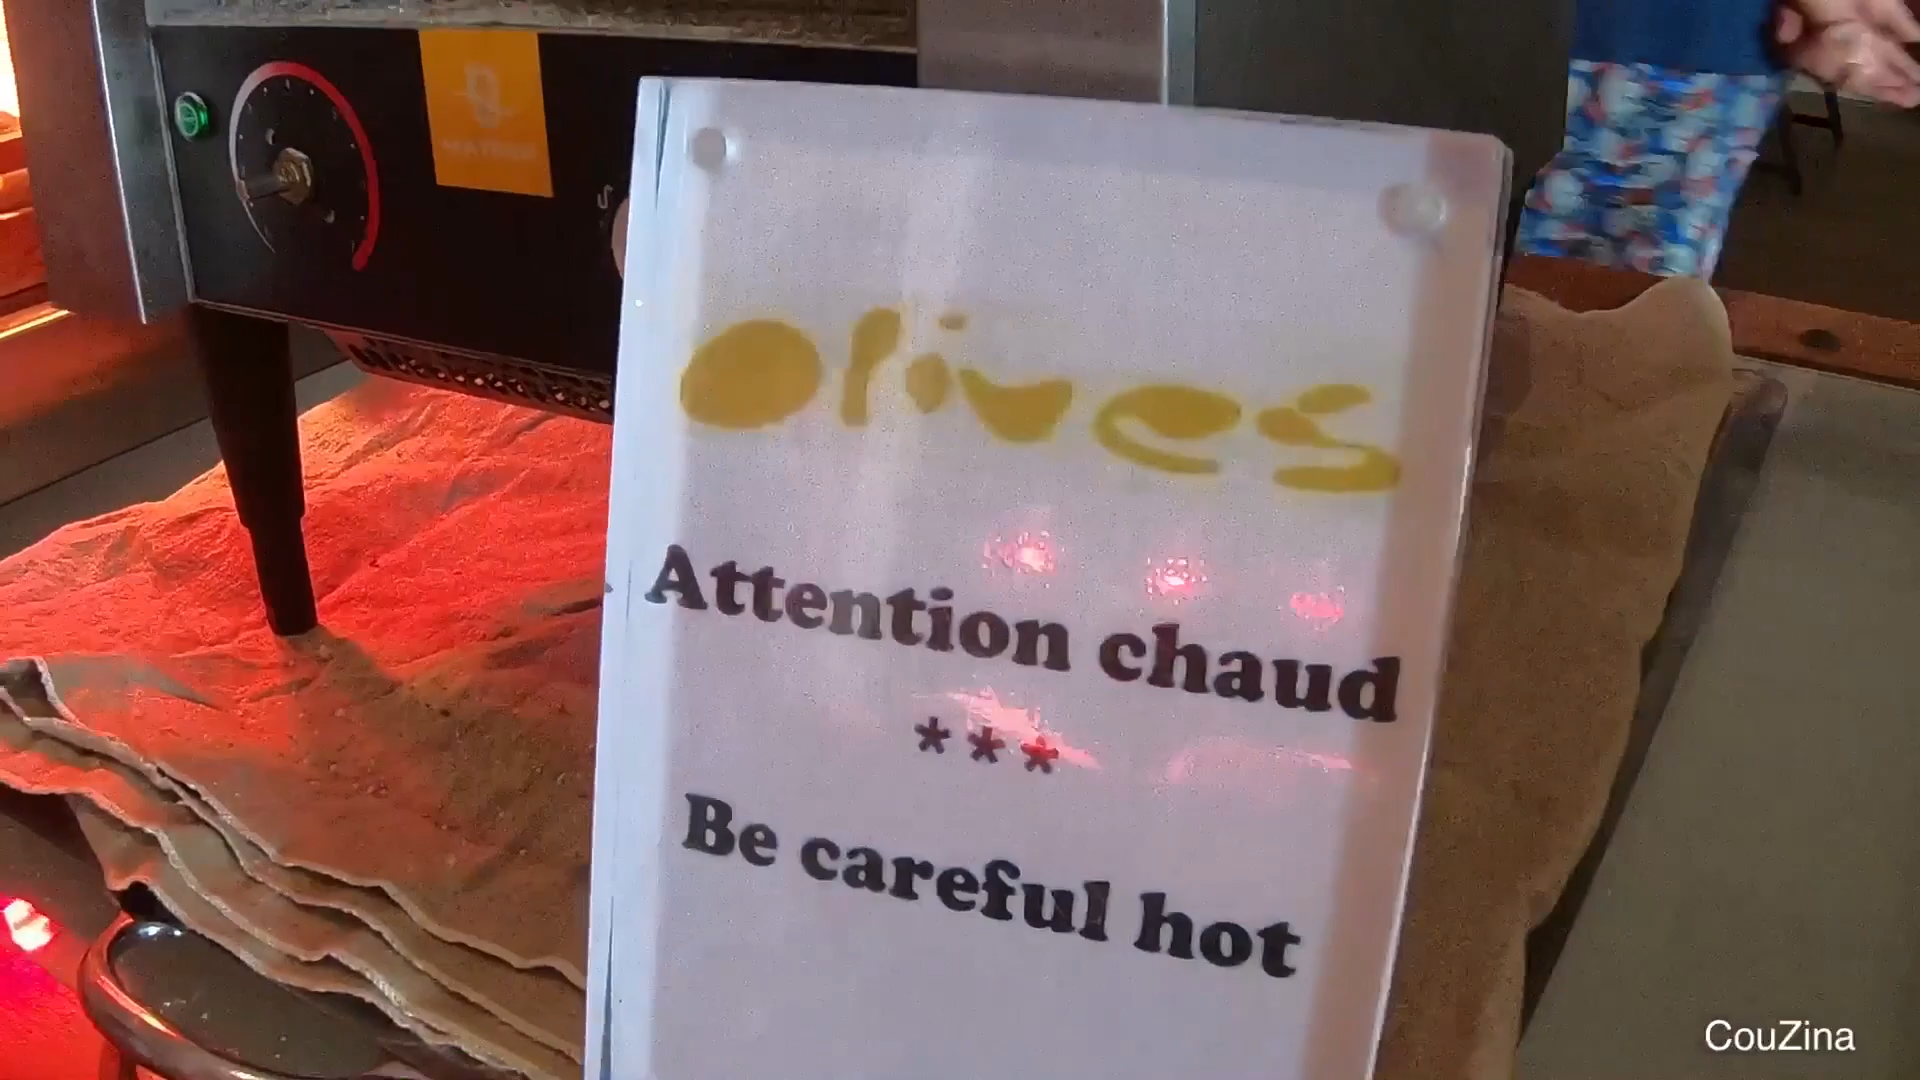 Olives
Attention chaud
***
Be careful hot
CouZina